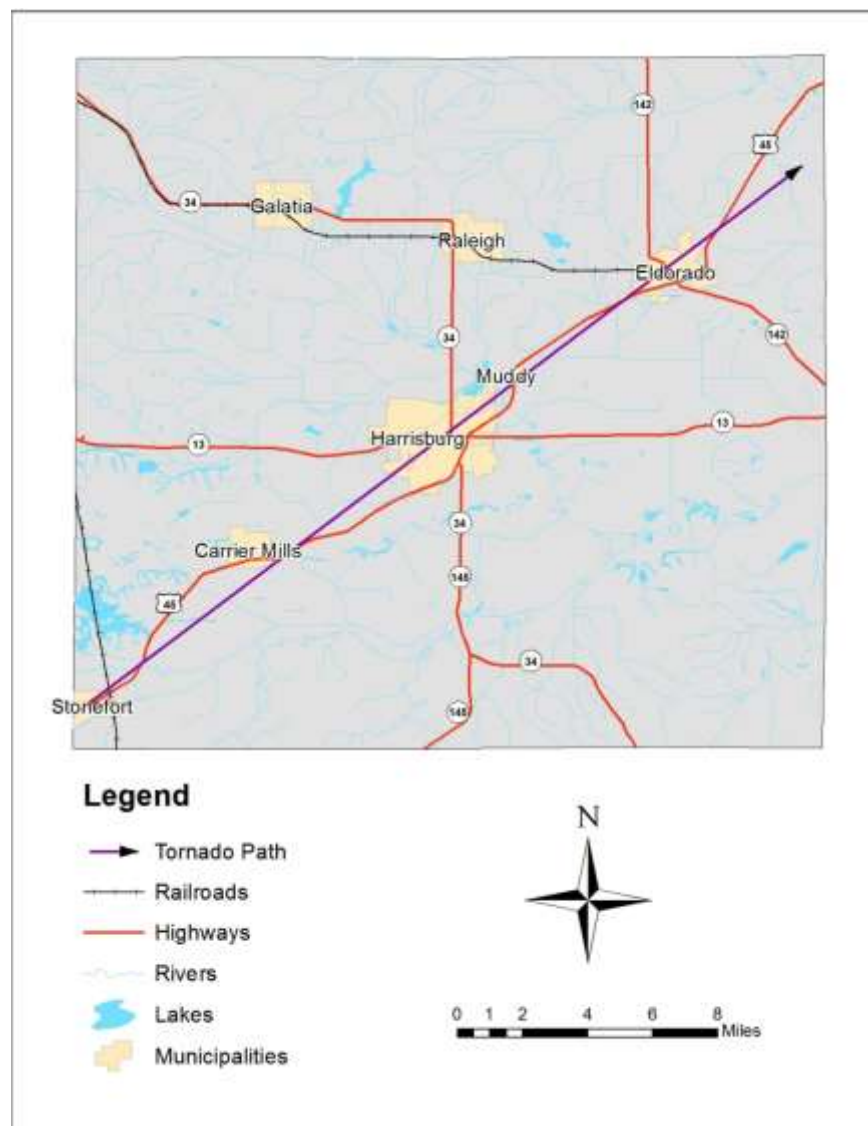 142
45
34
Galatia
Raleigh
Eldorado
34
142
Muddy
13
Harrisburg
13
34
Carrier Mills
145
45
34
Stonefort
145
Legend
Tornado Path
Railroads
Highways
Rivers
Lakes
Municipalities
N
0 1 2 4 6 8
Miles